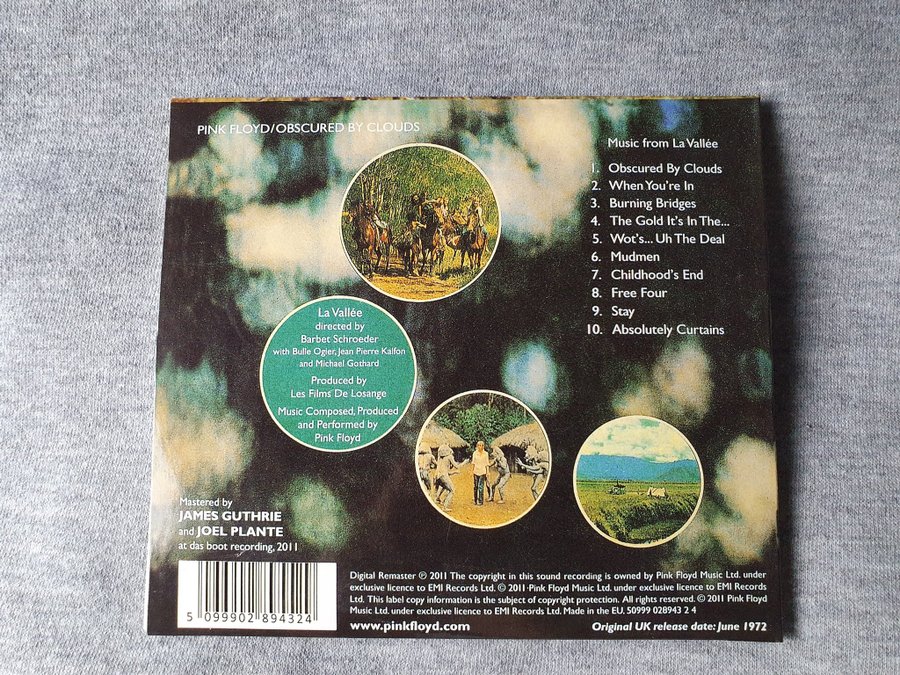 PINK FLOYD/OBSCURED BY CLOUDS
Music from La Vallée
1. Obscured By Clouds
2. When You're In
3. Burning Bridges
4. The Gold It's In The...
5. Wot's... Uh The Deal
6. Mudmen
7. Childhood's End
8. Free Four
9. Stay
10. Absolutely Curtains
La Vallée
directed by
Barbet Schroeder
with Bulle Ogier, Jean Pierre Kalfon
and Michael Gothard
Produced by
Les Films De Losange
Music Composed, Produced
and Performed by
Pink Floyd
Mastered by
JAMES GUTHRIE
and JOEL PLANTE
at das boot recording, 2011
5 099902 894324
Digital Remaster ℗ 2011 The copyright in this sound recording is owned by Pink Floyd Music Ltd. under
exclusive licence to EMI Records Ltd. © 2011 Pink Floyd Music Ltd. under exclusive licence to EMI Records
Ltd. This label copy information is the subject of copyright protection. All rights reserved. © 2011 Pink Floyd
Music Ltd. under exclusive licence to EMI Records Ltd. Made in the EU. 50999 028943 2 4
www.pinkfloyd.com
Original UK release date: June 1972